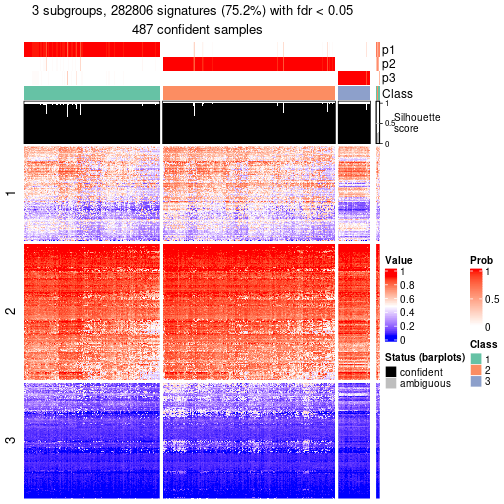 3 subgroups, 282806 signatures (75.2%) with fdr < 0.05
487 confident samples
p1
p2
p3
Class
1
0.5
0
Silhouette
score
1
2
3
Value
1
0.8
0.6
0.4
0.2
0
Prob
1
0.5
0
Status (barplots)
confident
ambiguous
Class
1
2
3